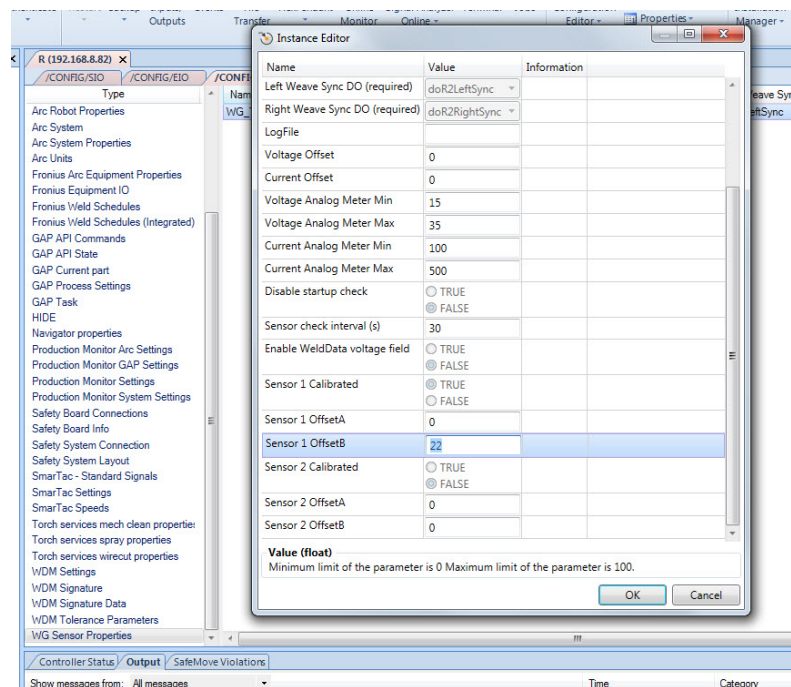 Outputs
Transfer
Monitor
Online
Editor
Properties
Manager
R (192.168.8.82)
/CONFIG/SIO
/CONFIG/EIO
Type
Arc Robot Properties
Arc System
Arc System Properties
Arc Units
Fronius Arc Equipment Properties
Fronius Equipment IO
Fronius Weld Schedules
Fronius Weld Schedules (Integrated)
GAP API Commands
GAP API State
GAP Current part
GAP Process Settings
GAP Task
HIDE
Navigator properties
Production Monitor Arc Settings
Production Monitor GAP Settings
Production Monitor Settings
Production Monitor System Settings
Safety Board Connections
Safety Board Info
Safety System Connection
Safety System Layout
SmarTac - Standard Signals
SmarTac Settings
SmarTac Speeds
Torch services mech clean properties
Torch services spray properties
Torch services wirecut properties
WDM Settings
WDM Signature
WDM Signature Data
WDM Tolerance Parameters
WG Sensor Properties
Instance Editor
Name Value Information
Left Weave Sync DO (required) doR2LeftSync
Right Weave Sync DO (required) doR2RightSync
LogFile
Voltage Offset 0
Current Offset 0
Voltage Analog Meter Min 15
Voltage Analog Meter Max 35
Current Analog Meter Min 100
Current Analog Meter Max 500
Disable startup check TRUE
FALSE
Sensor check interval (s) 30
Enable WeldData voltage field TRUE
FALSE
Sensor 1 Calibrated TRUE
FALSE
Sensor 1 OffsetA 0
Sensor 1 OffsetB 22
Sensor 2 Calibrated TRUE
FALSE
Sensor 2 OffsetA 0
Sensor 2 OffsetB 0
Value (float)
Minimum limit of the parameter is 0 Maximum limit of the parameter is 100.
OK Cancel
Controller Status Output SafeMove Violations
Show messages from: All messages Time Category